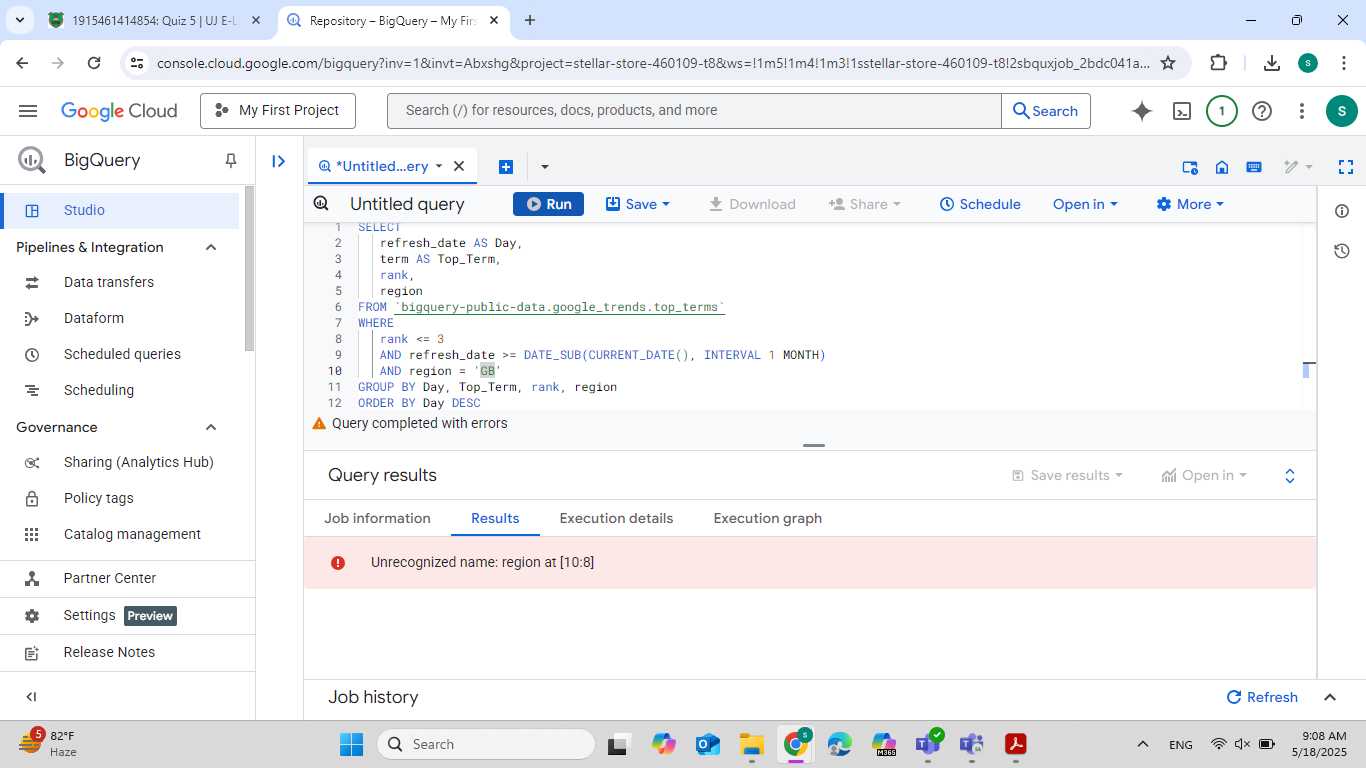 1915461414854: Quiz 5 | UJ E-L
Repository – BigQuery – My Firs
console.cloud.google.com/bigquery?inv=1&invt=Abxshg&project=stellar-store-460109-t8&ws=!1m5!1m4!1m3!1sstellar-store-460109-t8!2sbquxjob_2bdc041a...
S
Google Cloud
My First Project
Search (/) for resources, docs, products, and more
Search
1
S
BigQuery
Studio
Pipelines & Integration
Data transfers
Dataform
Scheduled queries
Scheduling
Governance
Sharing (Analytics Hub)
Policy tags
Catalog management
Partner Center
Settings Preview
Release Notes
*Untitled...ery
Untitled query
Run
Save
Download
Share
Schedule
Open in
More
1 SELECT
2 refresh_date AS Day,
3 term AS Top_Term,
4 rank,
5 region
6 FROM `bigquery-public-data.google_trends.top_terms`
7 WHERE
8 rank <= 3
9 AND refresh_date >= DATE_SUB(CURRENT_DATE(), INTERVAL 1 MONTH)
10 AND region = 'GB'
11 GROUP BY Day, Top_Term, rank, region
12 ORDER BY Day DESC
Query completed with errors
Query results
Save results
Open in
Job information
Results
Execution details
Execution graph
Unrecognized name: region at [10:8]
Job history
Refresh
5
82°F
Haze
Search
S
M365
ENG
9:08 AM
5/18/2025